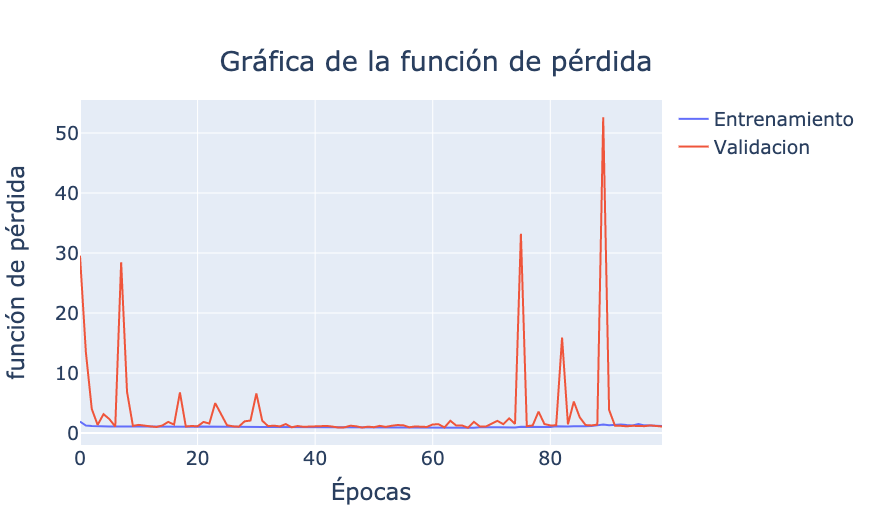 Gráfica de la función de pérdida
Entrenamiento
Validacion
función de pérdida
50
40
30
20
10
0
0 20 40 60 80
Épocas